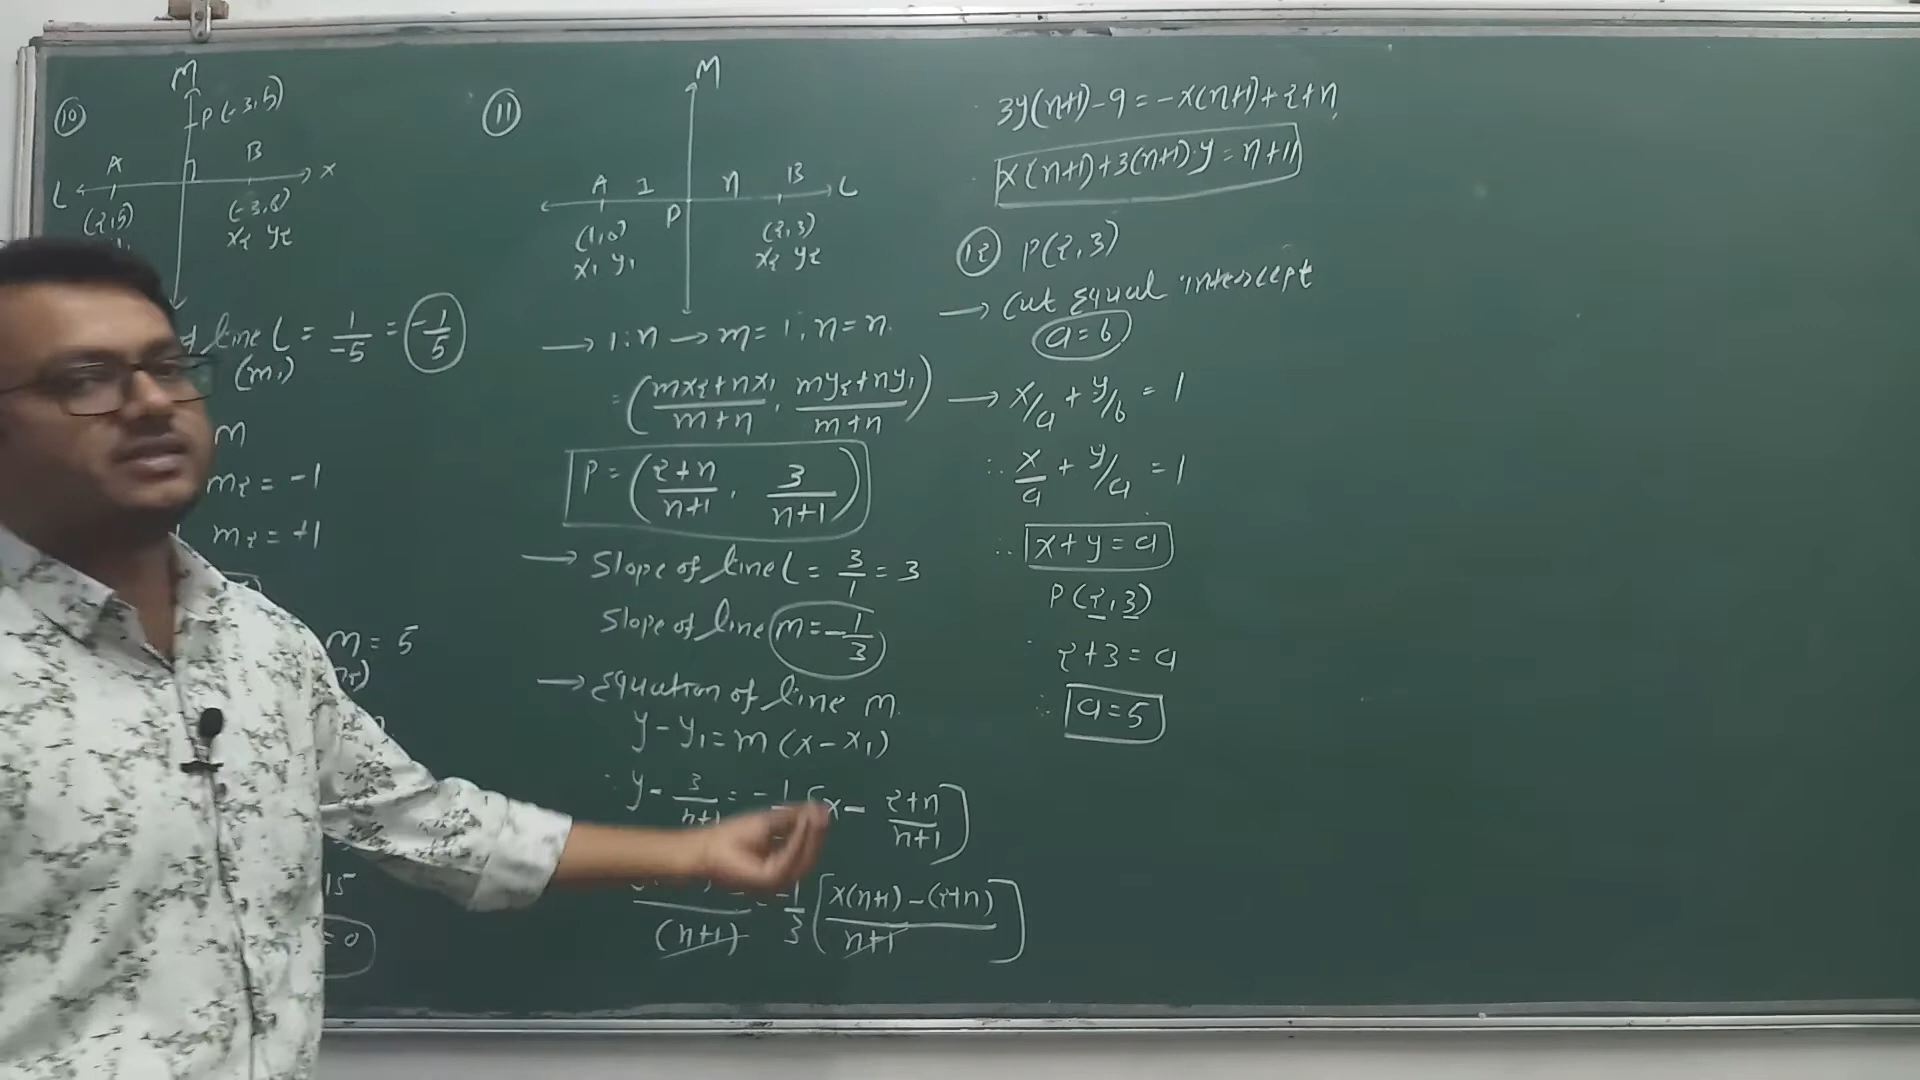 ⑩
M
P(-3,5)
A
B
x
L
(2,5)
(-3,6)
x₂ y₂
line L = 1/-5 = -1/5
(m₁)
M
m₂ = -1
m₂ = +1
M = 5
15
=0
⑪
M
A 1 n B L
P
(1,0) (2,3)
x₁ y₁ x₂ y₂
→ 1:n → m=1, n=n.
= ((mx₂+nx₁)/(m+n), (my₂+ny₁)/(m+n))
P = ((2+n)/(n+1), 3/(n+1))
→ Slope of line L = 3/1 = 3
Slope of line m = -1/3
→ Equation of line m.
y-y₁=m(x-x₁)
∴ y - 3/(n+1) = -1/ [x - (2+n)/(n+1)]
/(n+1) = -1/3 [(x(n+1)-(2+n))/(n+1)]
3y(n+1)-9=-x(n+1)+2+n
x(n+1)+3(n+1)·y=n+11
⑫ P(2,3)
→ Cut Equal intercept
a=b
→ x/a + y/b = 1
∴ x/a + y/a = 1
∴ x+y=a
P(2,3)
2+3=a
∴ a=5